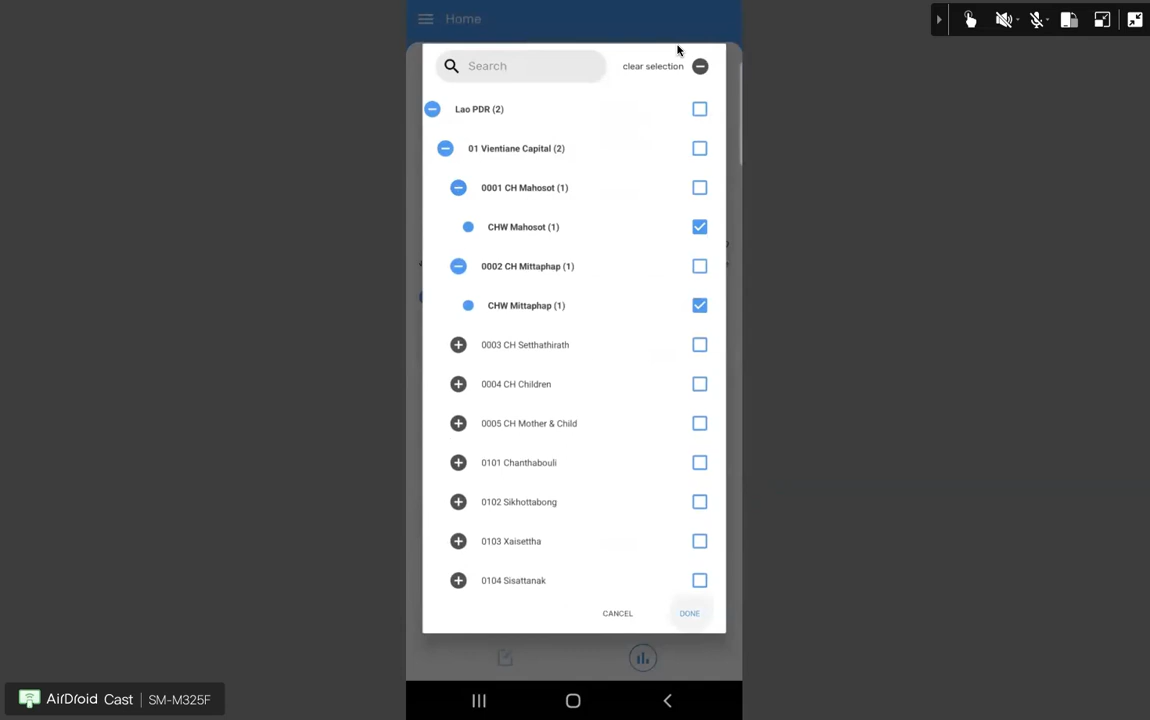 Home
Search
clear selection
Lao PDR (2)
01 Vientiane Capital (2)
0001 CH Mahosot (1)
CHW Mahosot (1)
0002 CH Mittaphap (1)
CHW Mittaphap (1)
0003 CH Setthathirath
0004 CH Children
0005 CH Mother & Child
0101 Chanthabouli
0102 Sikhottabong
0103 Xaisettha
0104 Sisattanak
CANCEL DONE
AirDroid Cast | SM-M325F